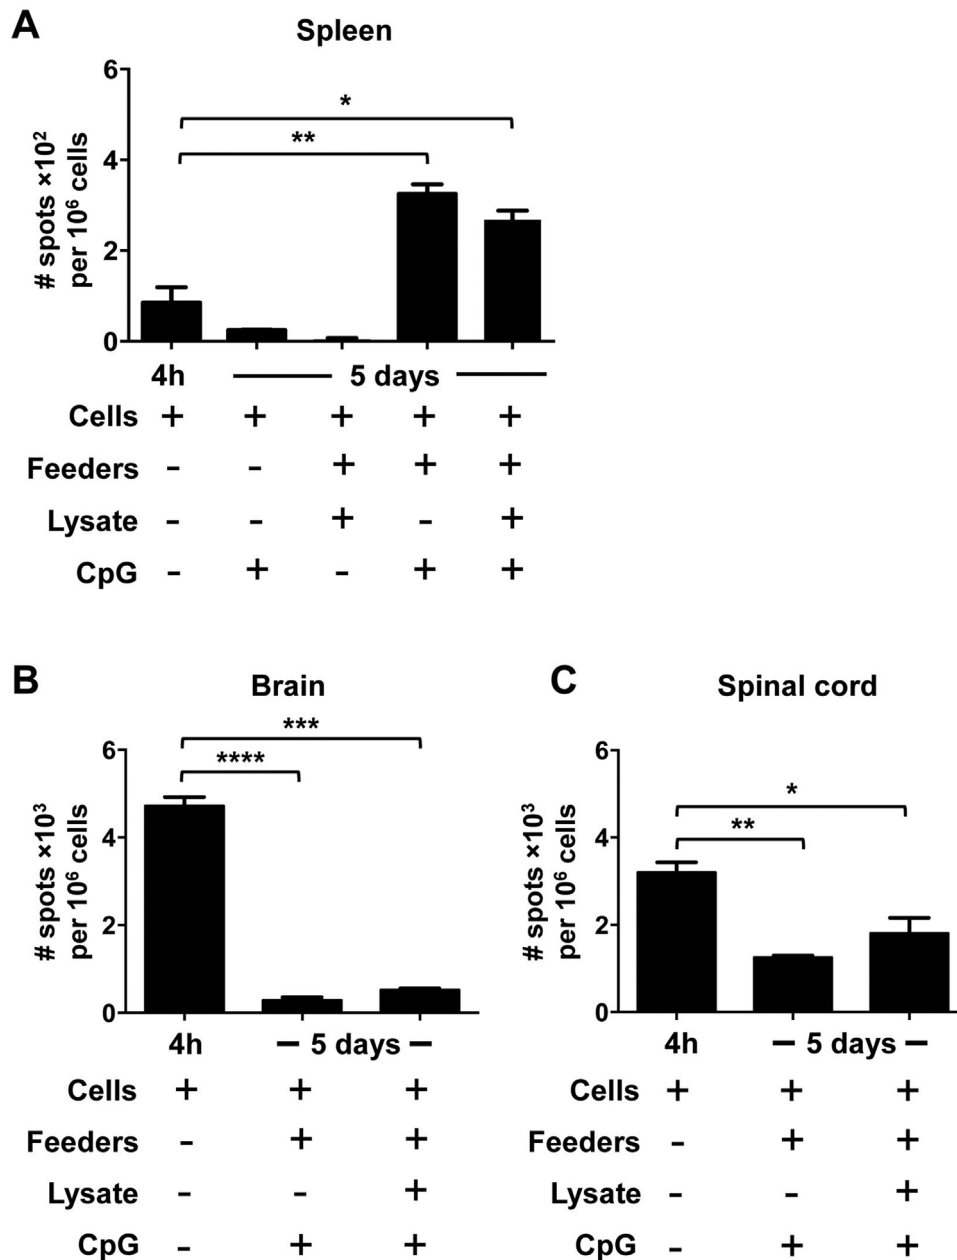 A
Spleen
# spots ×10²
per 10⁶ cells
6
4
2
0
*
**
4h
5 days
Cells + + + + +
Feeders - - + + +
Lysate - - + - +
CpG - + - + +
B
Brain
# spots ×10³
per 10⁶ cells
6
4
2
0
***
****
4h
5 days
Cells + + +
Feeders - + +
Lysate - - +
CpG - + +
C
Spinal cord
# spots ×10³
per 10⁶ cells
6
4
2
0
*
**
4h
5 days
Cells + + +
Feeders - + +
Lysate - - +
CpG - + +